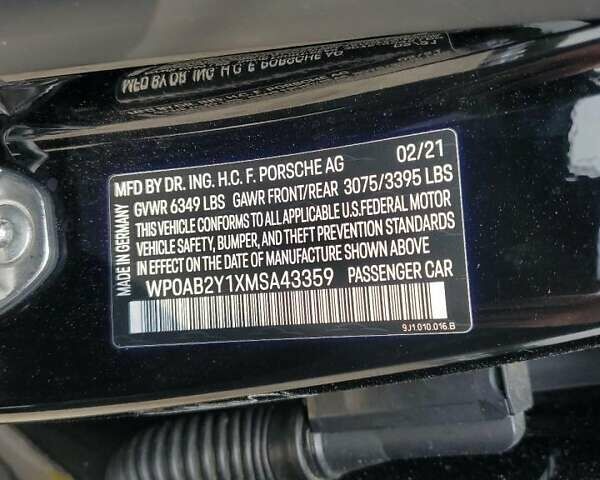 MFD BY DR. ING. H.C. F. PORSCHE AG 02/21
GVWR 6349 LBS GAWR FRONT/REAR 3075/3395 LBS
THIS VEHICLE CONFORMS TO ALL APPLICABLE U.S. FEDERAL MOTOR
VEHICLE SAFETY, BUMPER, AND THEFT PREVENTION STANDARDS
IN EFFECT ON THE DATE OF MANUFACTURE SHOWN ABOVE
WP0AB2Y1XMSA43359 PASSENGER CAR
9J1.010.016.B
MADE IN GERMANY